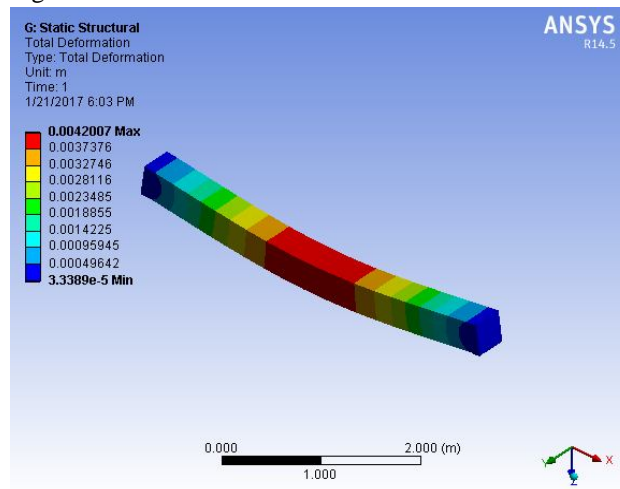 G: Static Structural
Total Deformation
Type: Total Deformation
Unit: m
Time: 1
1/21/2017 6:03 PM
ANSYS
R14.5
0.0042007 Max
0.0037376
0.0032746
0.0028116
0.0023485
0.0018855
0.0014225
0.00095945
0.00049642
3.3389e-5 Min
0.000
2.000 (m)
1.000
Y
X
Z